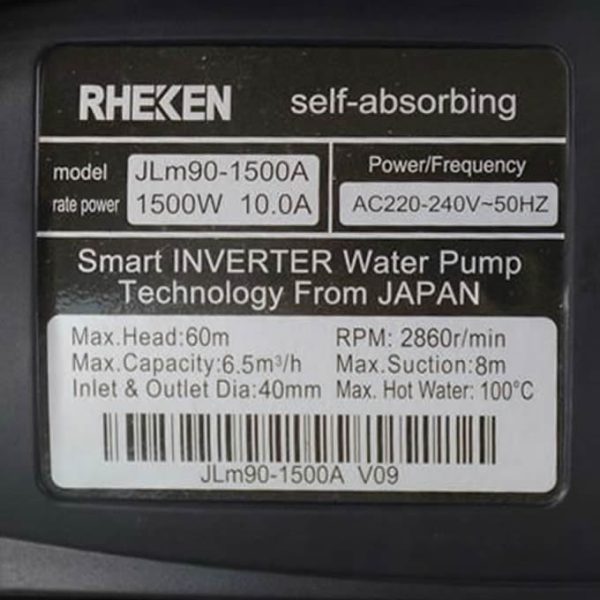 RHEKEN self-absorbing
model JLm90-1500A
rate power 1500W 10.0A
Power/Frequency
AC220-240V~50HZ
Smart INVERTER Water Pump
Technology From JAPAN
Max.Head:60m RPM: 2860r/min
Max.Capacity:6.5m³/h Max.Suction:8m
Inlet & Outlet Dia:40mm Max. Hot Water: 100°C
JLm90-1500A V09